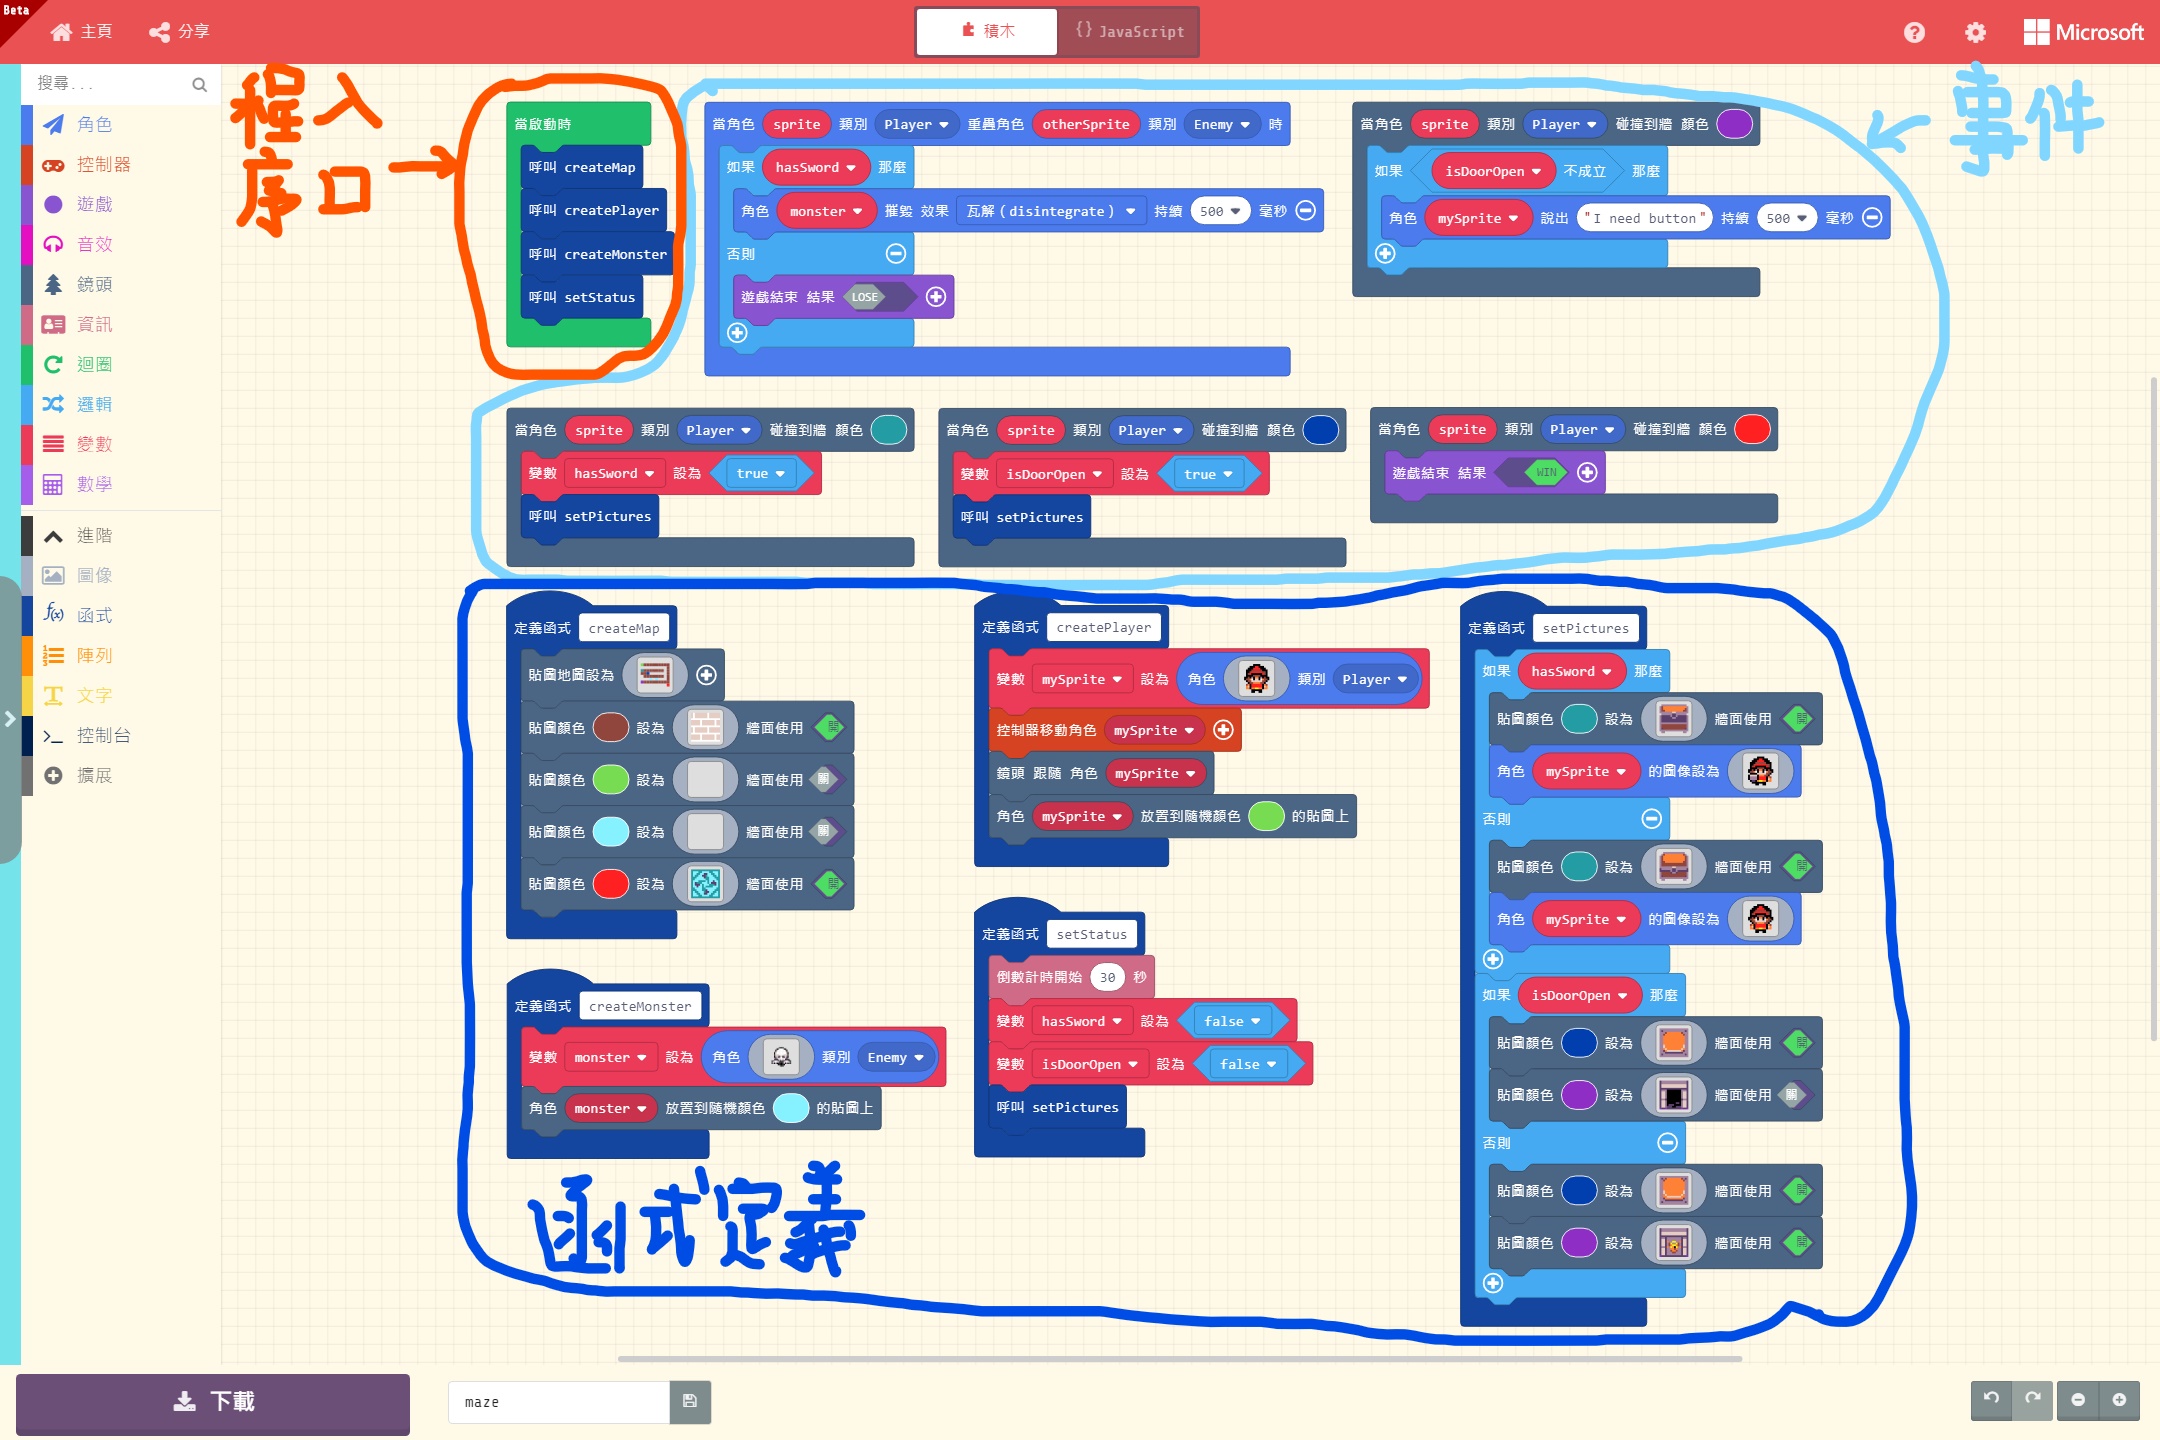 Beta
主頁
分享
積木
{} JavaScript
Microsoft
搜尋...
角色
控制器
遊戲
音效
鏡頭
資訊
迴圈
邏輯
變數
數學
進階
圖像
函式
陣列
文字
控制台
擴展
程入
序口
事件
當啟動時
呼叫 createMap
呼叫 createPlayer
呼叫 createMonster
呼叫 setStatus
當角色 sprite 類別 Player 重疊角色 otherSprite 類別 Enemy 時
如果 hasSword 那麼
角色 monster 摧毀 效果 瓦解(disintegrate) 持續 500 毫秒
否則
遊戲結束 結果 LOSE
當角色 sprite 類別 Player 碰撞到牆 顏色
如果 isDoorOpen 不成立 那麼
角色 mySprite 說出 "I need button" 持續 500 毫秒
當角色 sprite 類別 Player 碰撞到牆 顏色
變數 hasSword 設為 true
呼叫 setPictures
當角色 sprite 類別 Player 碰撞到牆 顏色
變數 isDoorOpen 設為 true
呼叫 setPictures
當角色 sprite 類別 Player 碰撞到牆 顏色
遊戲結束 結果 WIN
定義函式 createMap
貼圖地圖設為
貼圖顏色 設為 牆面使用 開
貼圖顏色 設為 牆面使用 關
貼圖顏色 設為 牆面使用 關
貼圖顏色 設為 牆面使用 開
定義函式 createMonster
變數 monster 設為 角色 類別 Enemy
角色 monster 放置到隨機顏色 的貼圖上
函式定義
定義函式 createPlayer
變數 mySprite 設為 角色 類別 Player
控制器移動角色 mySprite
鏡頭 跟隨 角色 mySprite
角色 mySprite 放置到隨機顏色 的貼圖上
定義函式 setStatus
倒數計時開始 30 秒
變數 hasSword 設為 false
變數 isDoorOpen 設為 false
呼叫 setPictures
定義函式 setPictures
如果 hasSword 那麼
貼圖顏色 設為 牆面使用 開
角色 mySprite 的圖像設為
否則
貼圖顏色 設為 牆面使用 開
角色 mySprite 的圖像設為
如果 isDoorOpen 那麼
貼圖顏色 設為 牆面使用 開
貼圖顏色 設為 牆面使用 關
否則
貼圖顏色 設為 牆面使用 開
貼圖顏色 設為 牆面使用 開
下載
maze